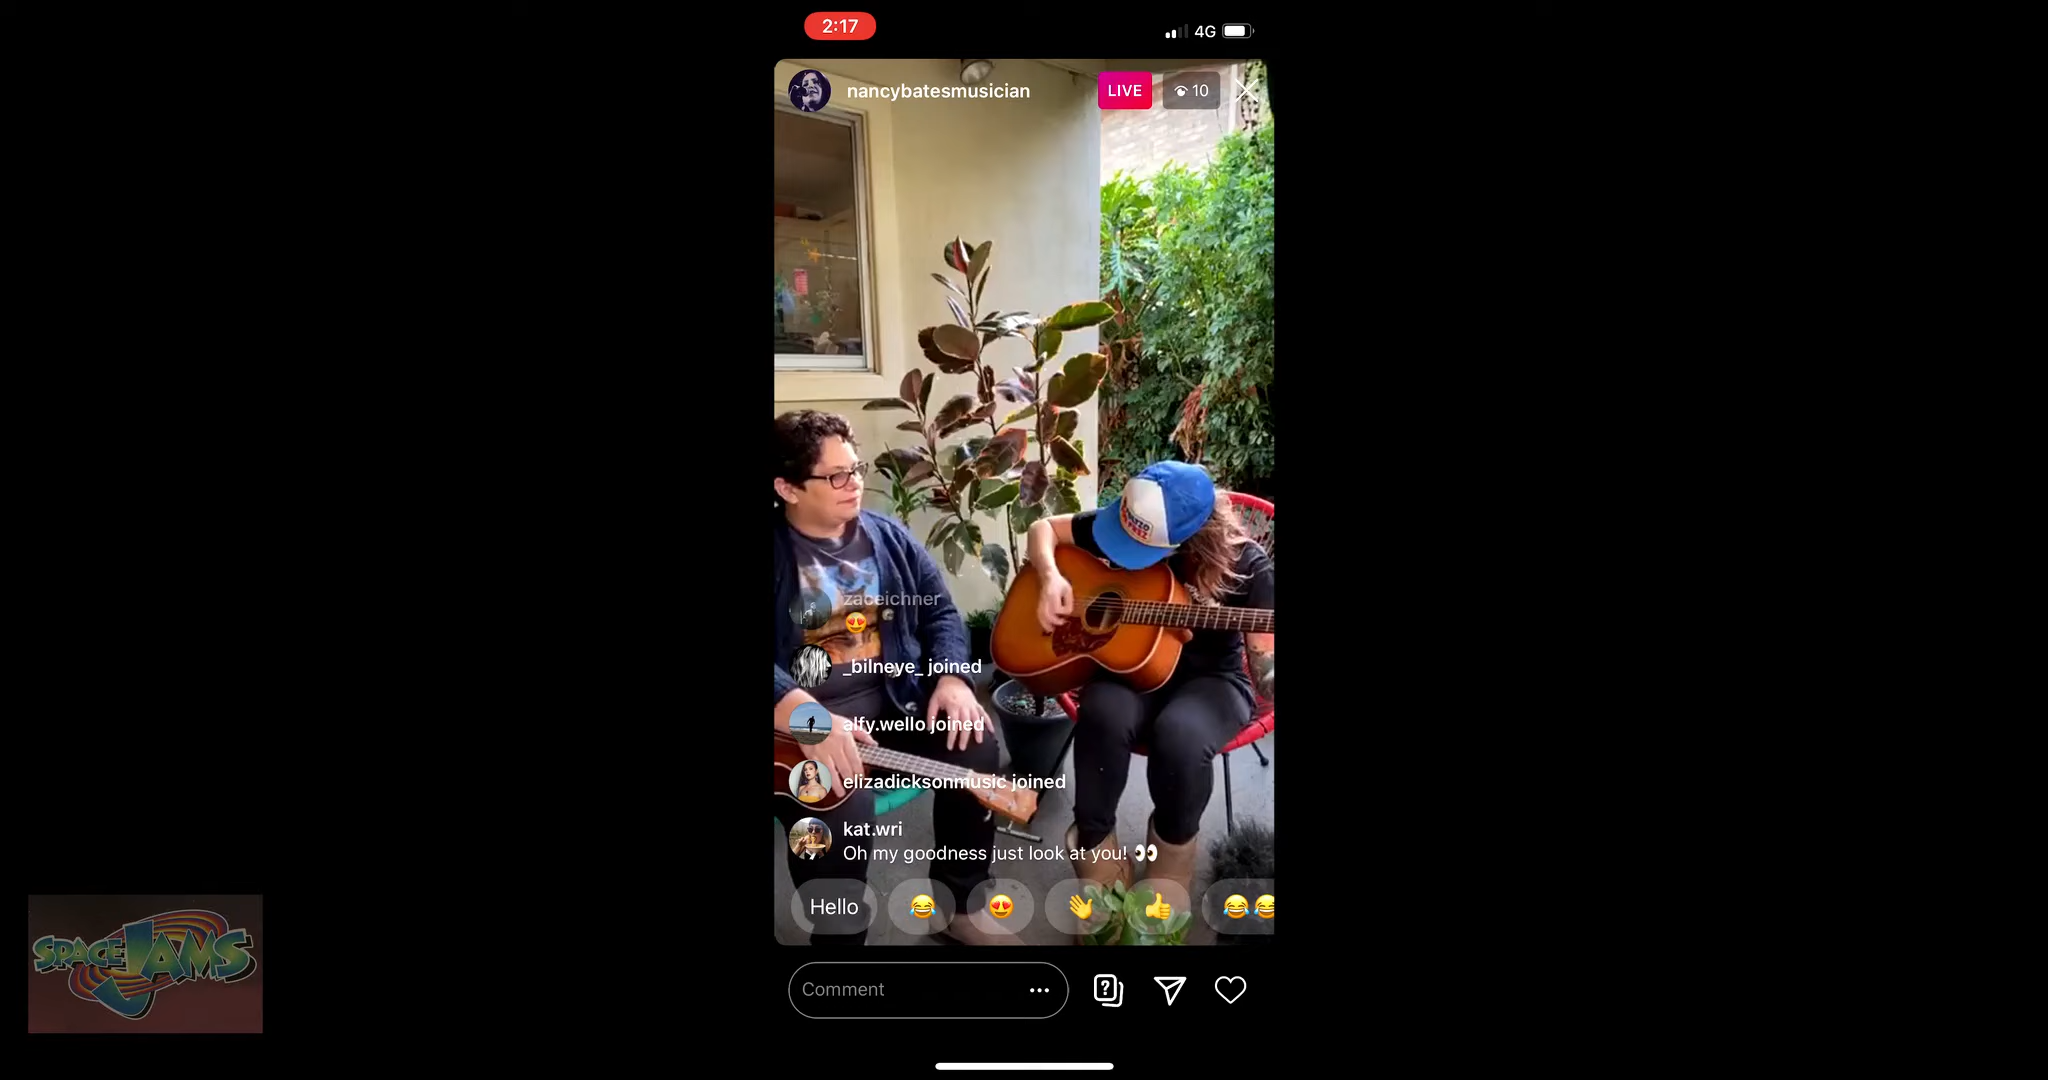 2:17
4G
nancybatesmusician
LIVE
10
zaceichner
😍
_bilneye_ joined
alfy.wello joined
elizadicksonmusic joined
kat.wri
Oh my goodness just look at you! 👀
Hello 😂 😍 👋 👍 😂😂
Comment
SPACE JAMS